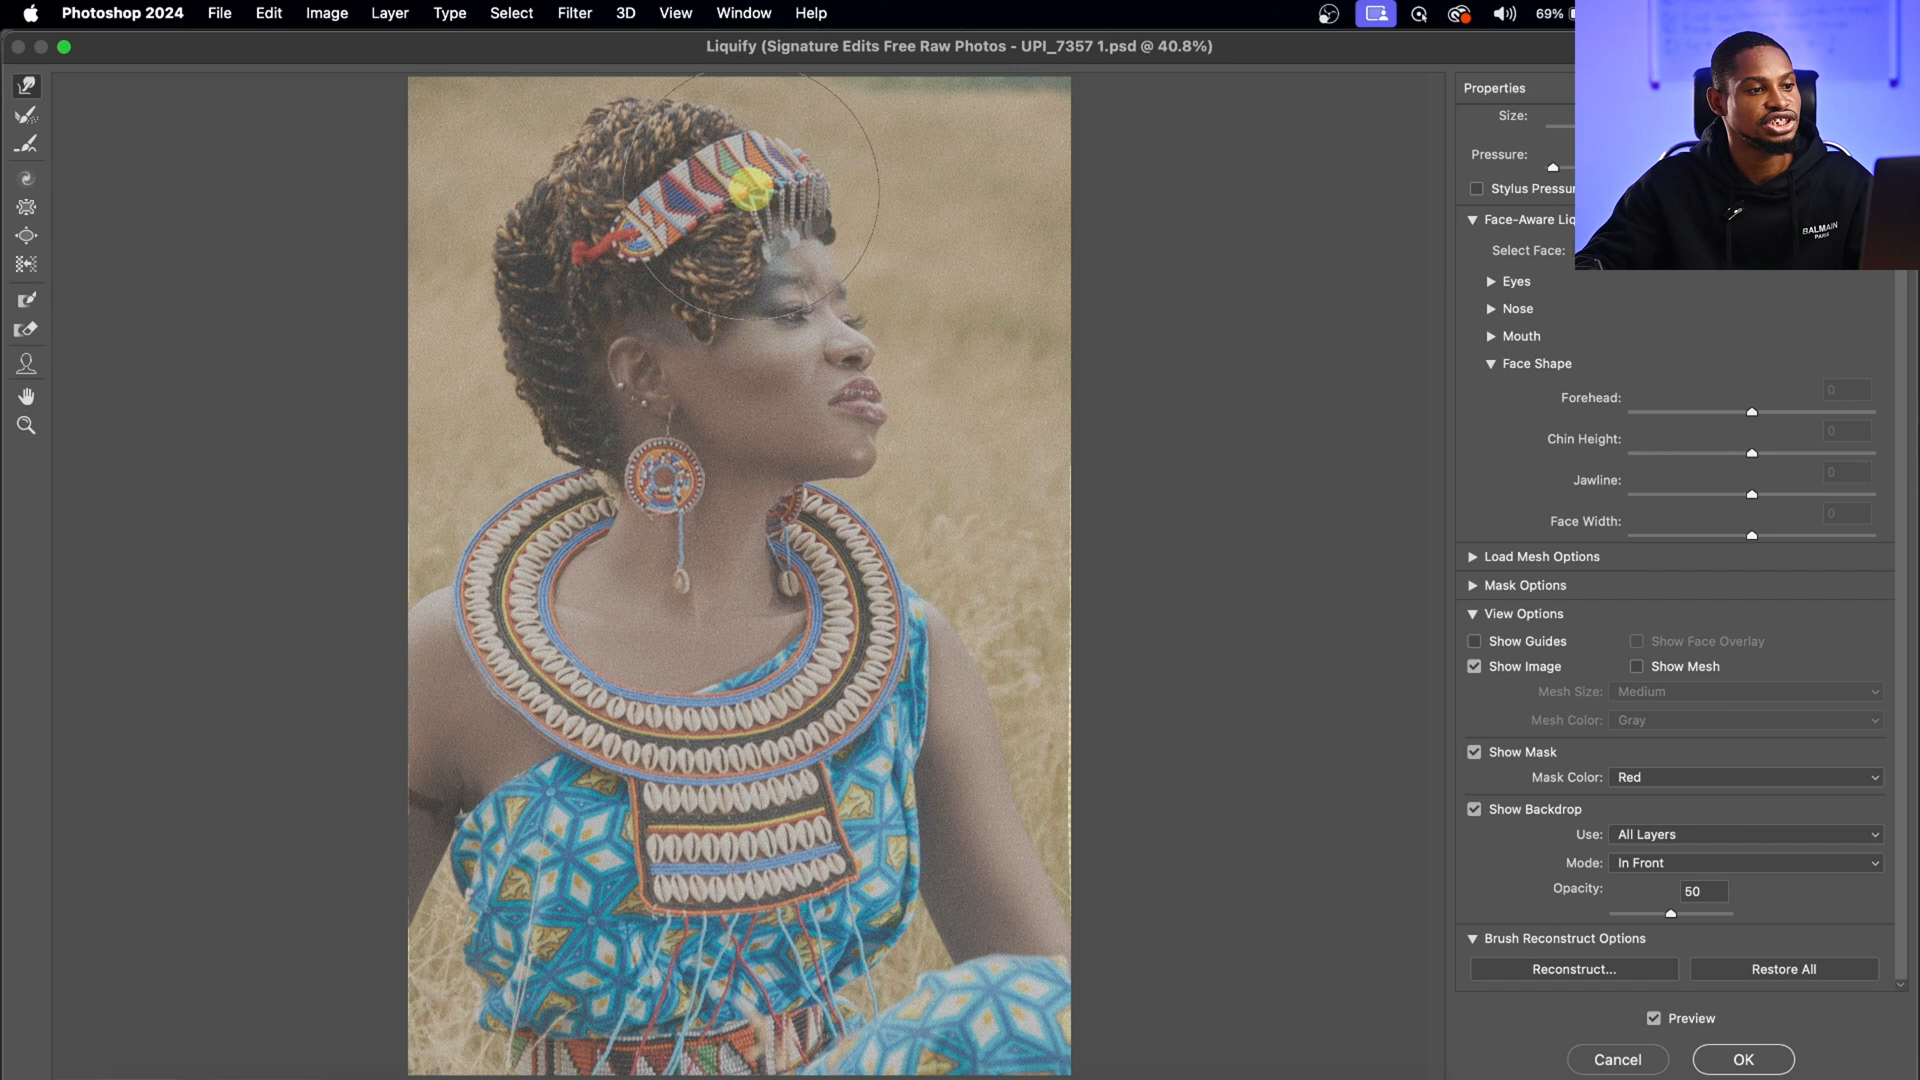 Photoshop 2024 File Edit Image Layer Type Select Filter 3D View Window Help 69%
Liquify (Signature Edits Free Raw Photos - UPI_7357 1.psd @ 40.8%)
Properties
Size:
Pressure:
Stylus Pressu
Face-Aware Liq
Select Face:
Eyes
Nose
Mouth
Face Shape
Forehead: 0
Chin Height: 0
Jawline: 0
Face Width: 0
Load Mesh Options
Mask Options
View Options
Show Guides Show Face Overlay
Show Image Show Mesh
Mesh Size: Medium
Mesh Color: Gray
Show Mask
Mask Color: Red
Show Backdrop
Use: All Layers
Mode: In Front
Opacity: 50
Brush Reconstruct Options
Reconstruct... Restore All
Preview
Cancel OK
BALMAIN
PARIS